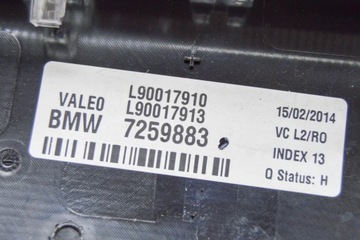 VALEO
L90017910
L90017913
BMW 7259883
15/02/2014
VC L2/RO
INDEX 13
Q Status: H